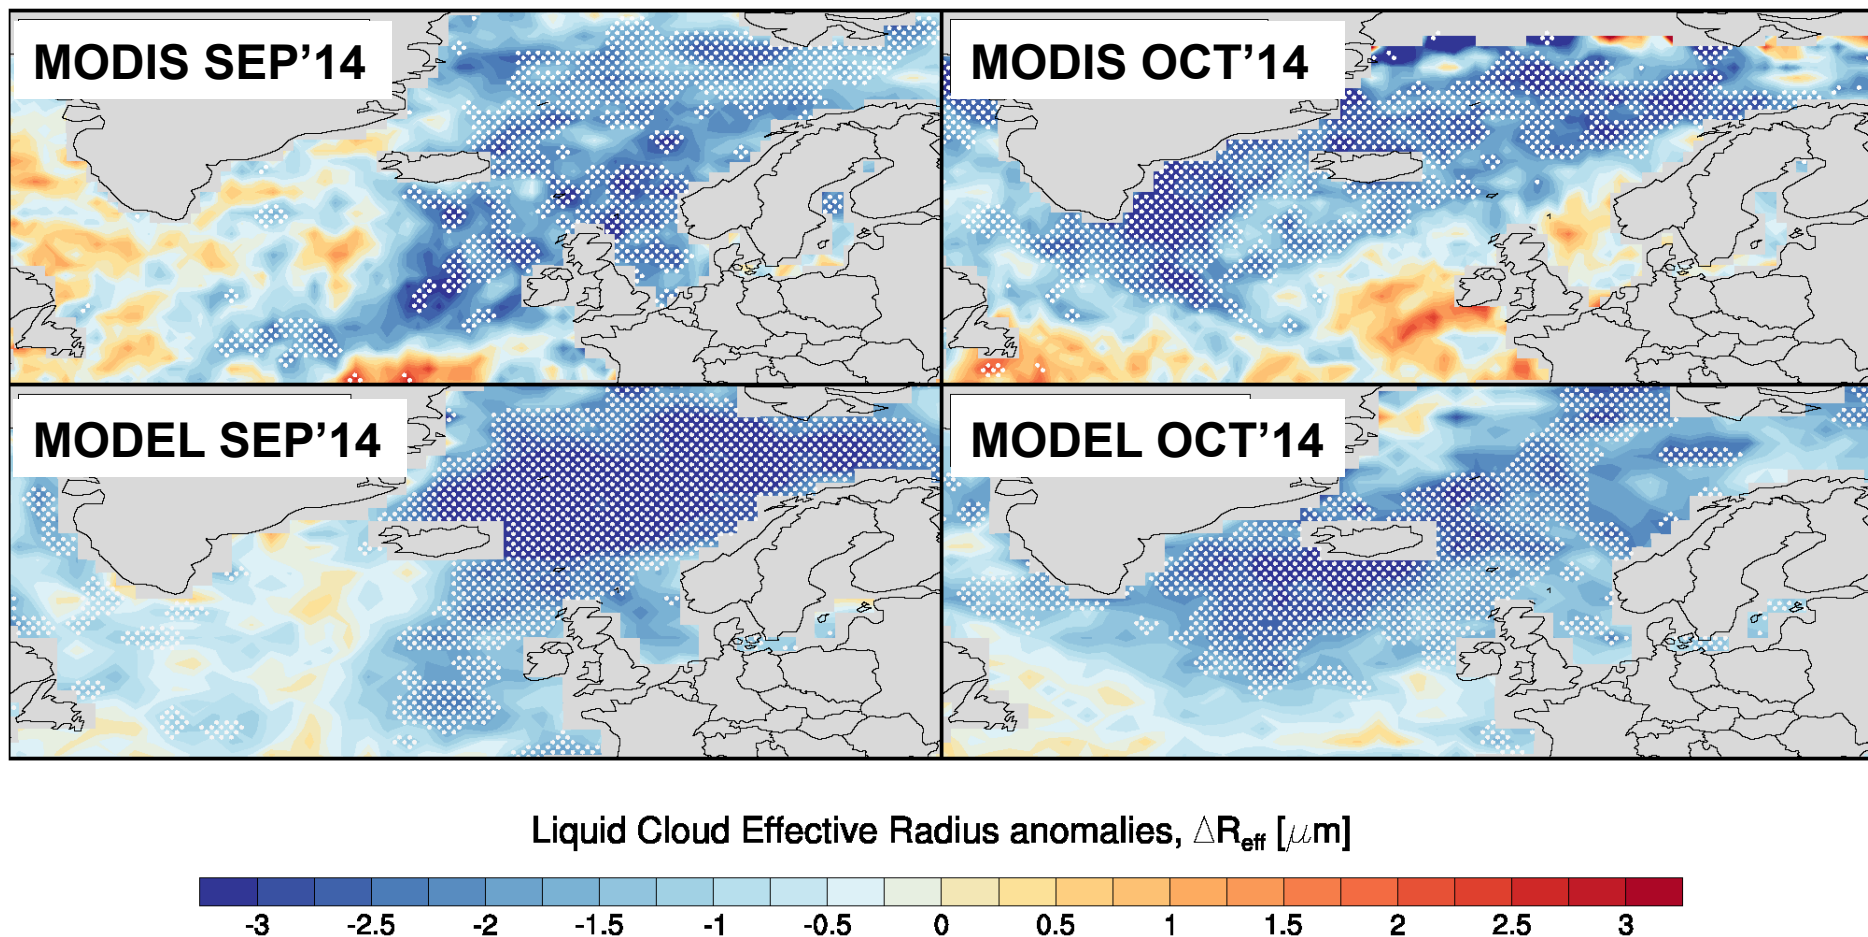 MODIS SEP'14
MODIS OCT'14
MODEL SEP'14
MODEL OCT'14
Liquid Cloud Effective Radius anomalies, △R_eff [μm]
-3 -2.5 -2 -1.5 -1 -0.5 0 0.5 1 1.5 2 2.5 3